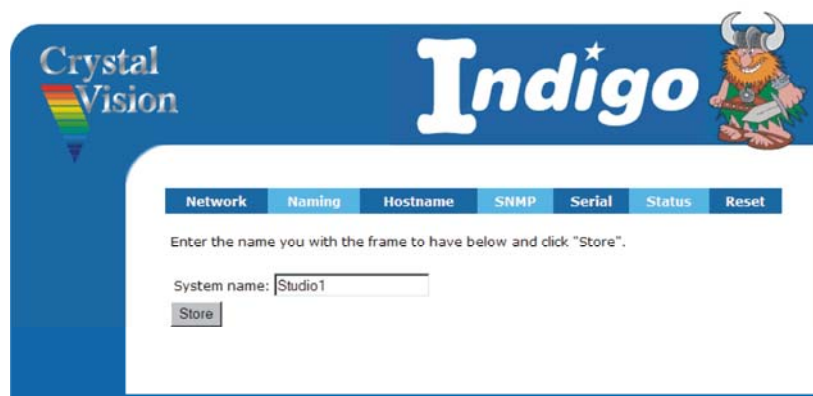 Crystal
Vision
Indigo
Network Naming Hostname SNMP Serial Status Reset
Enter the name you with the frame to have below and click "Store".
System name: Studio1
Store